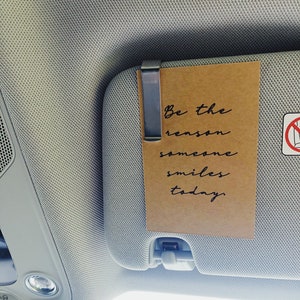 Be the
reason
someone
smiles
today.